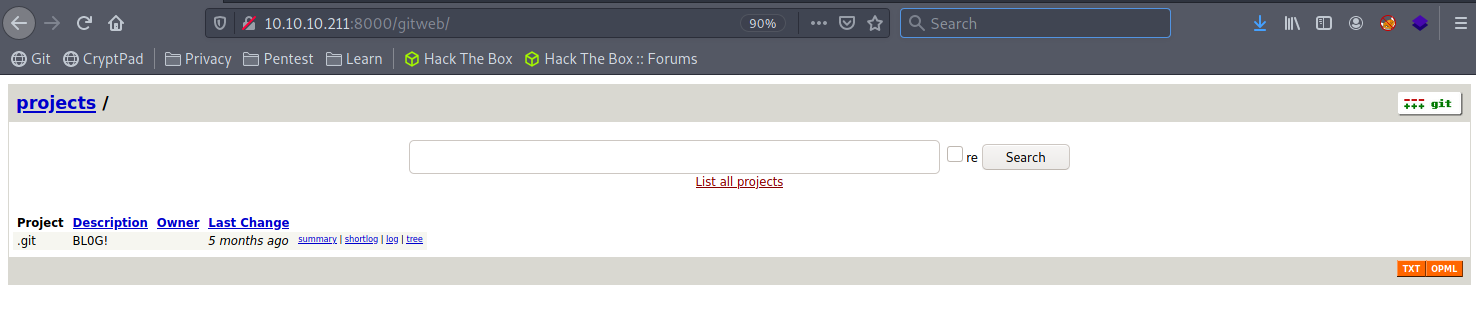 10.10.10.211:8000/gitweb/ 90% Search
Git CryptPad Privacy Pentest Learn Hack The Box Hack The Box :: Forums
projects / git
re Search
List all projects
Project Description Owner Last Change
.git BL0G! 5 months ago summary | shortlog | log | tree
TXT OPML